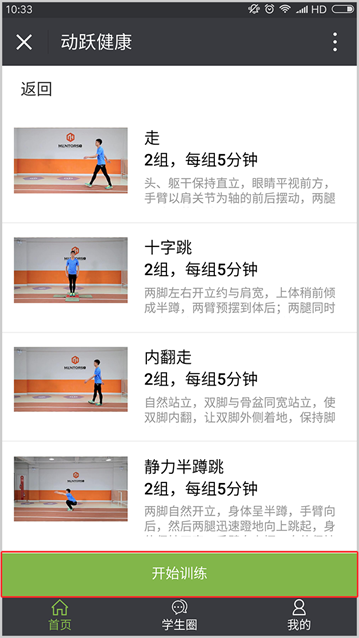 10:33
HD
动跃健康
返回
走
2组，每组5分钟
头、躯干保持直立，眼睛平视前方，
手臂以肩关节为轴的前后摆动，两腿
十字跳
2组，每组5分钟
两脚左右开立约与肩宽，上体稍前倾
成半蹲，两臂预摆到体后；两腿同时
内翻走
2组，每组5分钟
自然站立，双脚与骨盆同宽站立，使
双脚内翻，让双脚外侧着地，保持脚
静力半蹲跳
2组，每组5分钟
两脚自然开立，身体呈半蹲，手臂向
后，然后两腿迅速蹬地向上跳起，身
开始训练
首页
学生圈
我的